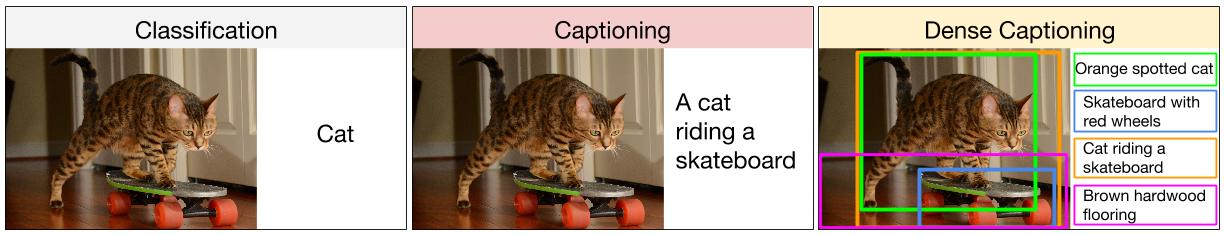 Classification
Cat
Captioning
A cat
riding a
skateboard
Dense Captioning
Orange spotted cat
Skateboard with
red wheels
Cat riding a
skateboard
Brown hardwood
flooring